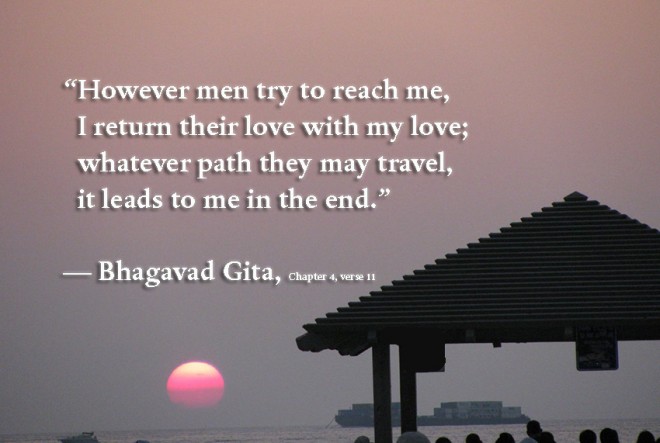 “However men try to reach me,
I return their love with my love;
whatever path they may travel,
it leads to me in the end.”
— Bhagavad Gita, Chapter 4, verse 11